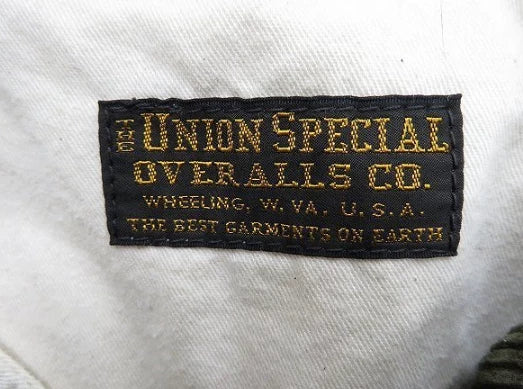 THE UNION SPECIAL
OVERALLS CO.
WHEELING, W. VA. U. S. A.
THE BEST GARMENTS ON EARTH